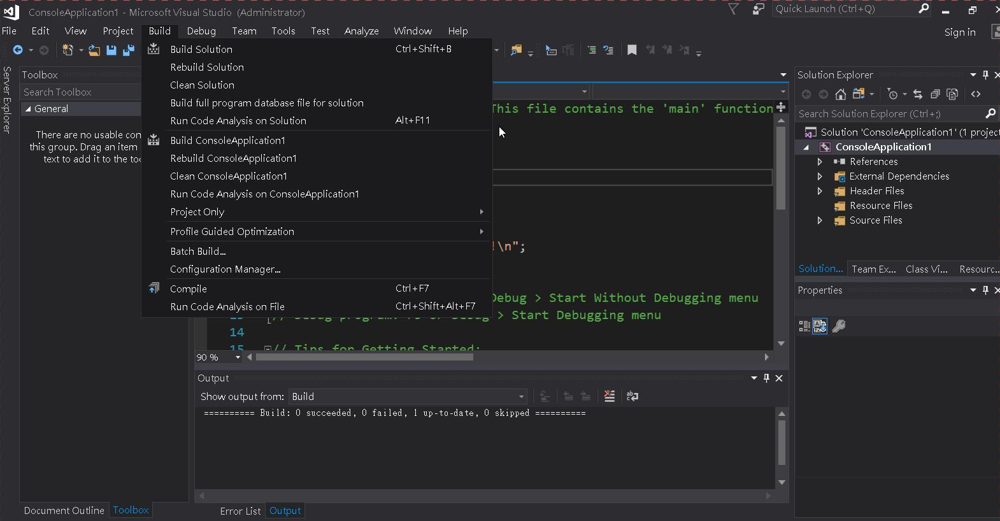 ConsoleApplication1 - Microsoft Visual Studio (Administrator)
Quick Launch (Ctrl+Q)
File Edit View Project Build Debug Team Tools Test Analyze Window Help
Sign in
Server Explorer
Toolbox
Search Toolbox
General
There are no usable con
this group. Drag an item
text to add it to the too
Build Solution Ctrl+Shift+B
Rebuild Solution
Clean Solution
Build full program database file for solution
Run Code Analysis on Solution Alt+F11
Build ConsoleApplication1
Rebuild ConsoleApplication1
Clean ConsoleApplication1
Run Code Analysis on ConsoleApplication1
Project Only
Profile Guided Optimization
Batch Build...
Configuration Manager...
Compile Ctrl+F7
Run Code Analysis on File Ctrl+Shift+Alt+F7
This file contains the 'main' function
!\n";
Debug > Start Without Debugging menu
> Start Debugging menu
14
15 // Tips for Getting Started:
90 %
Output
Show output from: Build
========== Build: 0 succeeded, 0 failed, 1 up-to-date, 0 skipped ==========
Document Outline Toolbox
Error List Output
Solution Explorer
Search Solution Explorer (Ctrl+;)
Solution 'ConsoleApplication1' (1 project
ConsoleApplication1
References
External Dependencies
Header Files
Resource Files
Source Files
Solution... Team Ex... Class Vi... Resourc...
Properties